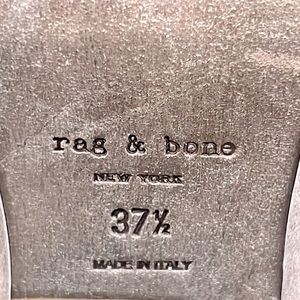 rag & bone
NEW YORK
37½
MADE IN ITALY